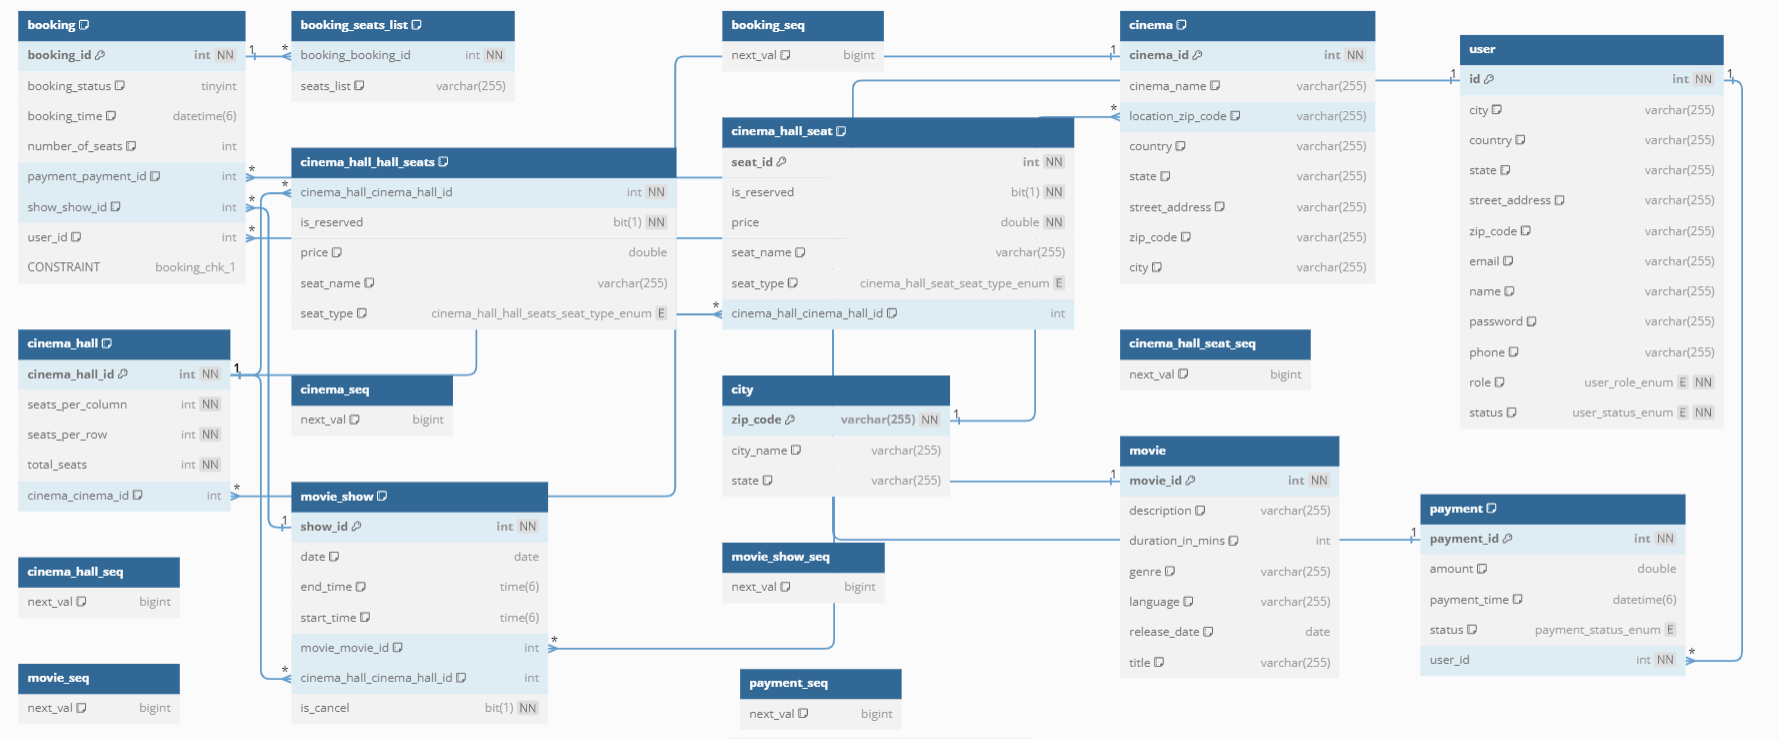 booking
booking_id int NN
booking_status tinyint
booking_time datetime(6)
number_of_seats int
payment_payment_id int
show_show_id int
user_id int
CONSTRAINT booking_chk_1
booking_seats_list
booking_booking_id int NN
seats_list varchar(255)
booking_seq
next_val bigint
cinema
cinema_id int NN
cinema_name varchar(255)
location_zip_code varchar(255)
country varchar(255)
state varchar(255)
street_address varchar(255)
zip_code varchar(255)
city varchar(255)
user
id int NN
city varchar(255)
country varchar(255)
state varchar(255)
street_address varchar(255)
zip_code varchar(255)
email varchar(255)
name varchar(255)
password varchar(255)
phone varchar(255)
role user_role_enum E NN
status user_status_enum E NN
cinema_hall_hall_seats
cinema_hall_cinema_hall_id int NN
is_reserved bit(1) NN
price double
seat_name varchar(255)
seat_type cinema_hall_hall_seats_seat_type_enum E
cinema_hall_seat
seat_id int NN
is_reserved bit(1) NN
price double NN
seat_name varchar(255)
seat_type cinema_hall_seat_seat_type_enum E
cinema_hall_cinema_hall_id int
cinema_hall
cinema_hall_id int NN
seats_per_column int NN
seats_per_row int NN
total_seats int NN
cinema_cinema_id int
cinema_seq
next_val bigint
city
zip_code varchar(255) NN
city_name varchar(255)
state varchar(255)
cinema_hall_seat_seq
next_val bigint
movie
movie_id int NN
description varchar(255)
duration_in_mins int
genre varchar(255)
language varchar(255)
release_date date
title varchar(255)
payment
payment_id int NN
amount double
payment_time datetime(6)
status payment_status_enum E
user_id int NN
movie_show
show_id int NN
date date
end_time time(6)
start_time time(6)
movie_movie_id int
cinema_hall_cinema_hall_id int
is_cancel bit(1) NN
movie_show_seq
next_val bigint
cinema_hall_seq
next_val bigint
movie_seq
next_val bigint
payment_seq
next_val bigint
1
*
*
*
*
*
1
*
1
*
*
1
*
1
*
1
1
*
1
1
1
*